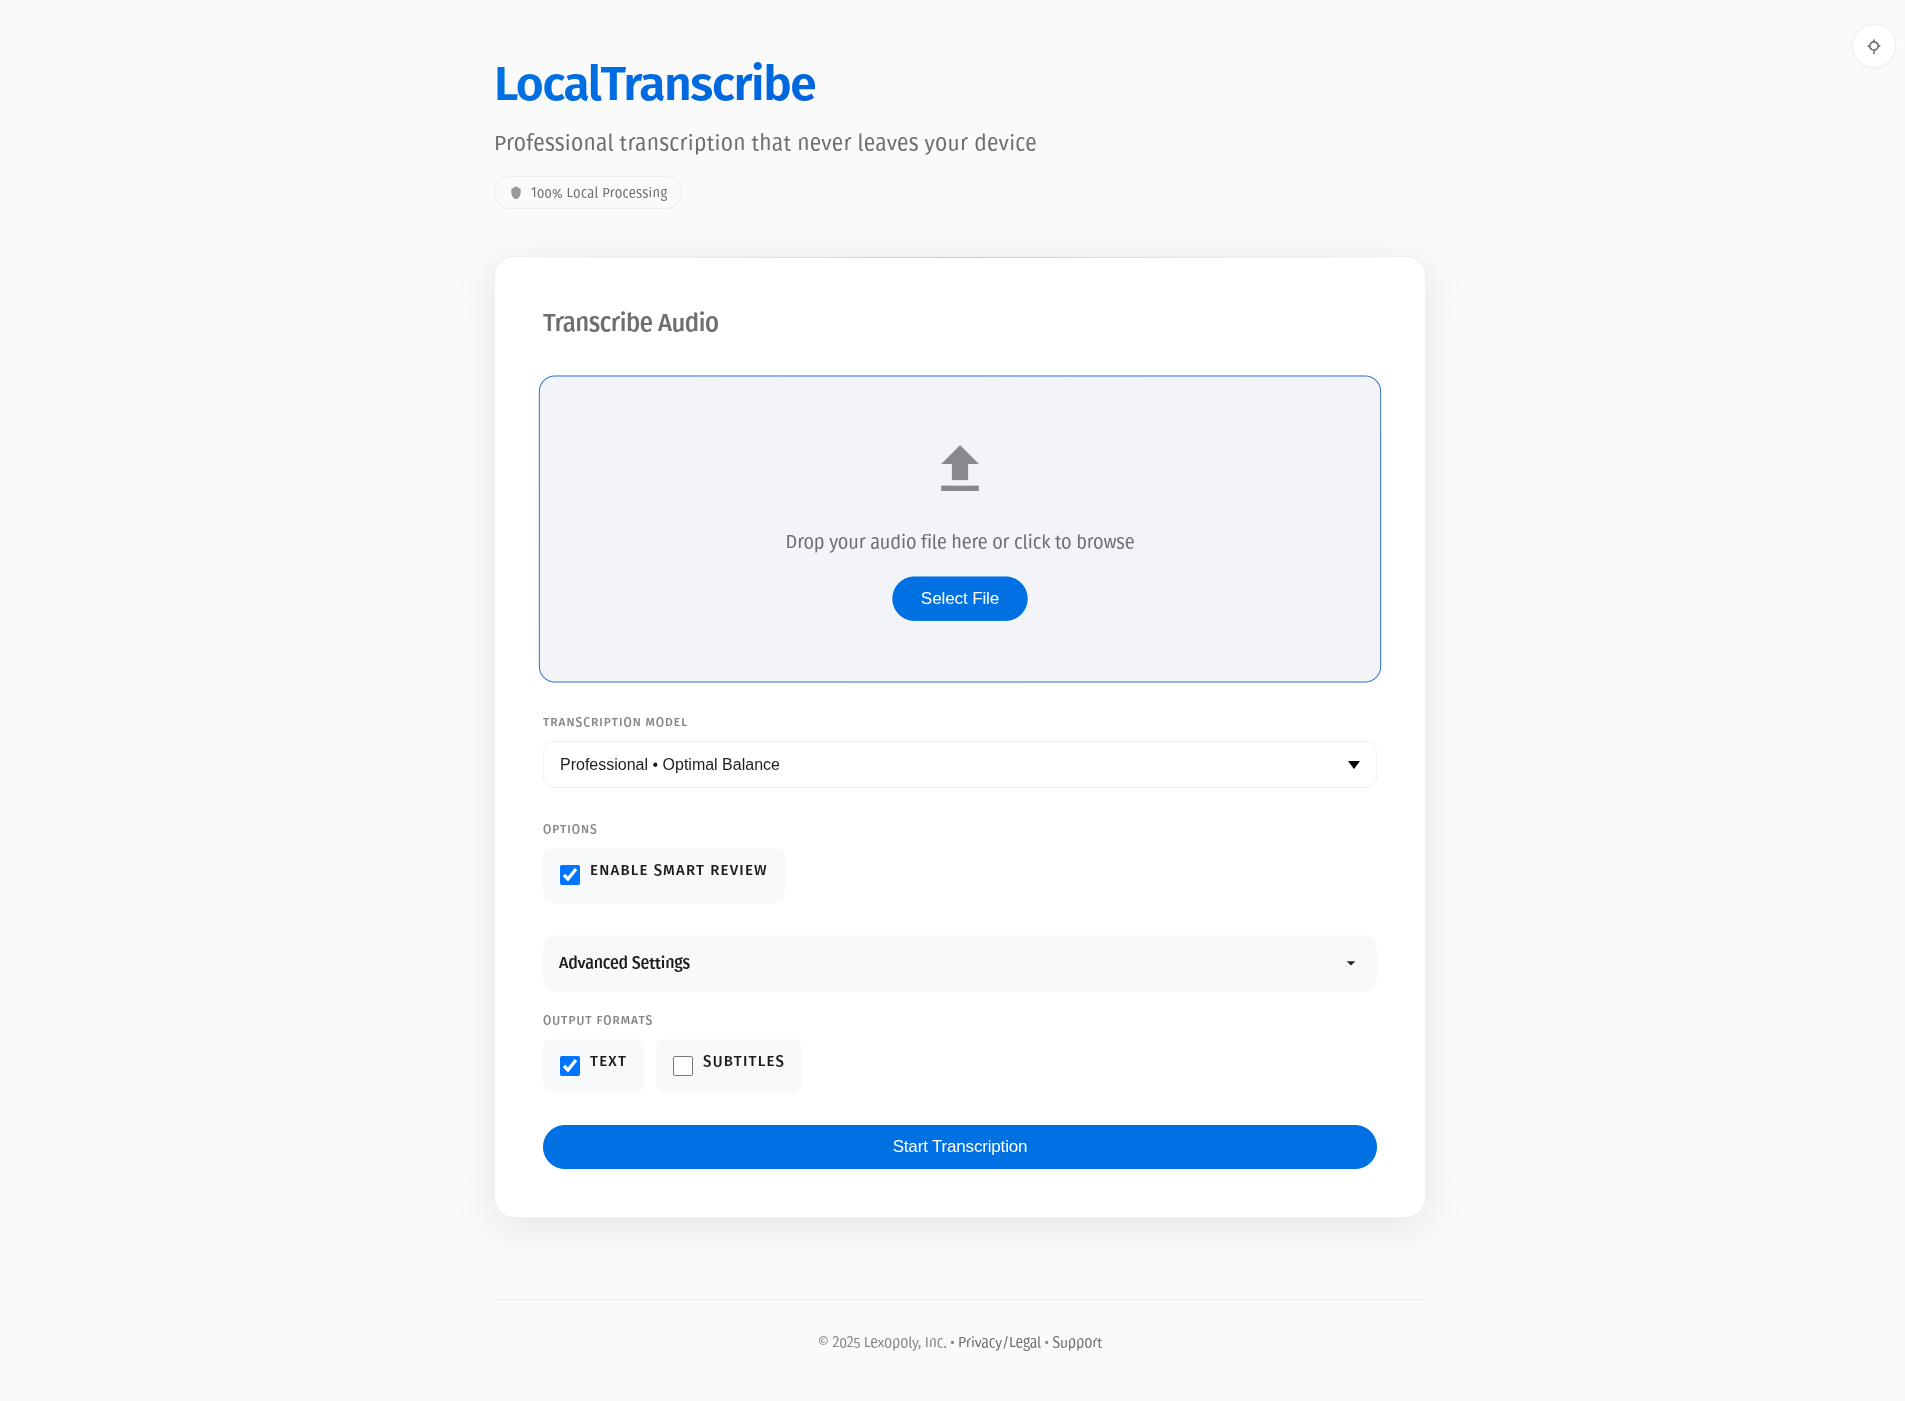 LocalTranscribe
Professional transcription that never leaves your device
100% Local Processing
Transcribe Audio
Drop your audio file here or click to browse
Select File
TRANSCRIPTION MODEL
Professional • Optimal Balance
OPTIONS
ENABLE SMART REVIEW
Advanced Settings
OUTPUT FORMATS
TEXT SUBTITLES
Start Transcription
© 2025 Lexopoly, Inc. • Privacy/Legal • Support